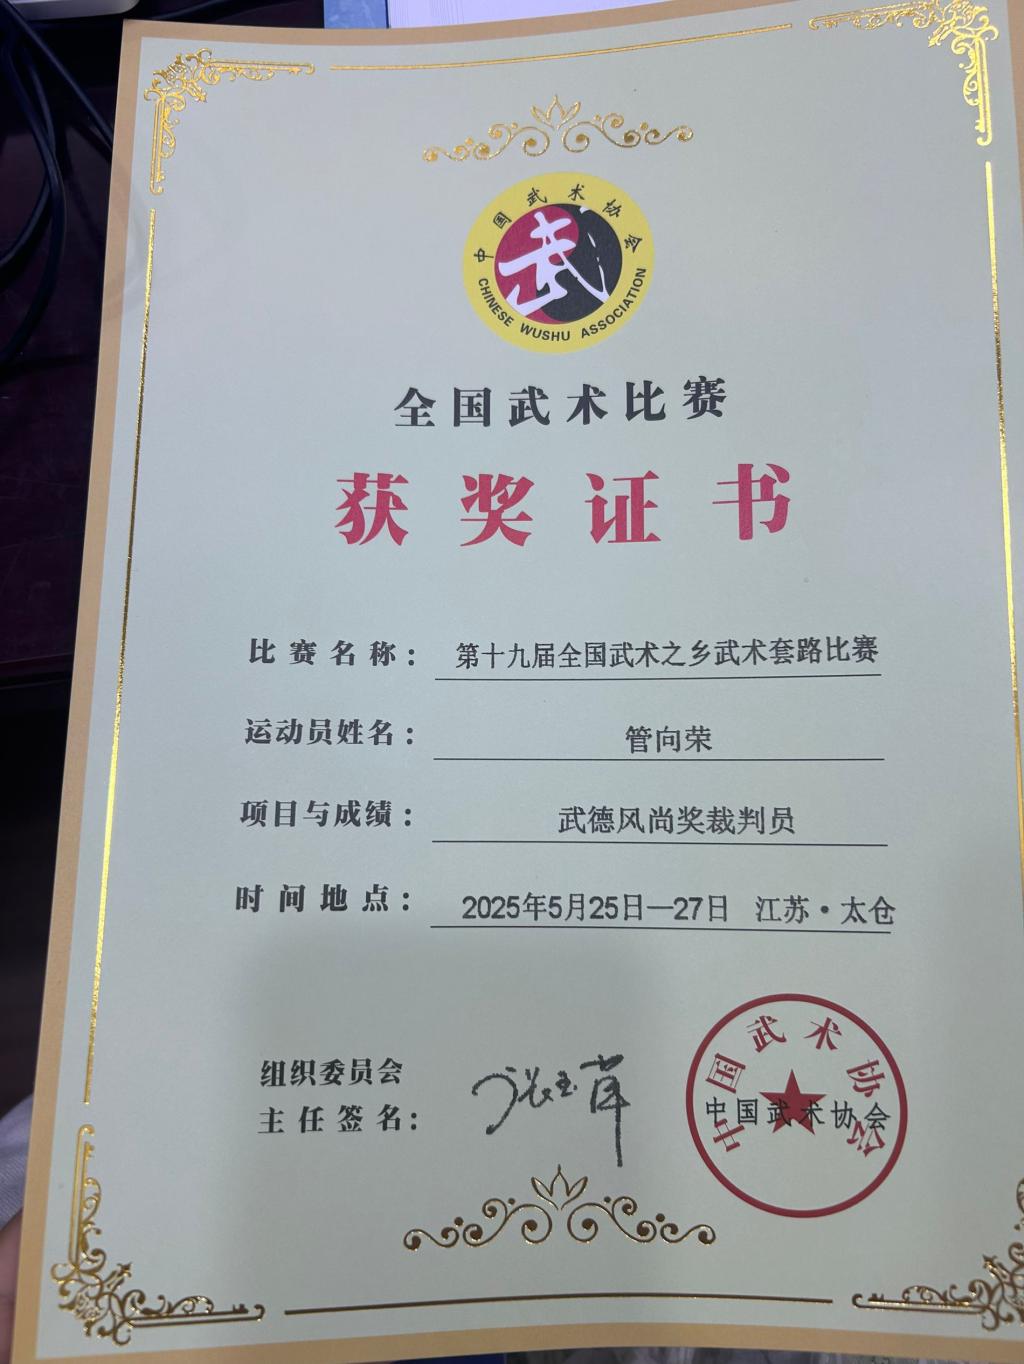 中国武术协会
CHINESE WUSHU ASSOCIATION
武
全国武术比赛
获奖证书
比赛名称： 第十九届全国武术之乡武术套路比赛
运动员姓名： 管向荣
项目与成绩： 武德风尚奖裁判员
时间地点： 2025年5月25日—27日 江苏·太仓
组织委员会
主任签名：
中国武术协会
中国武术协会